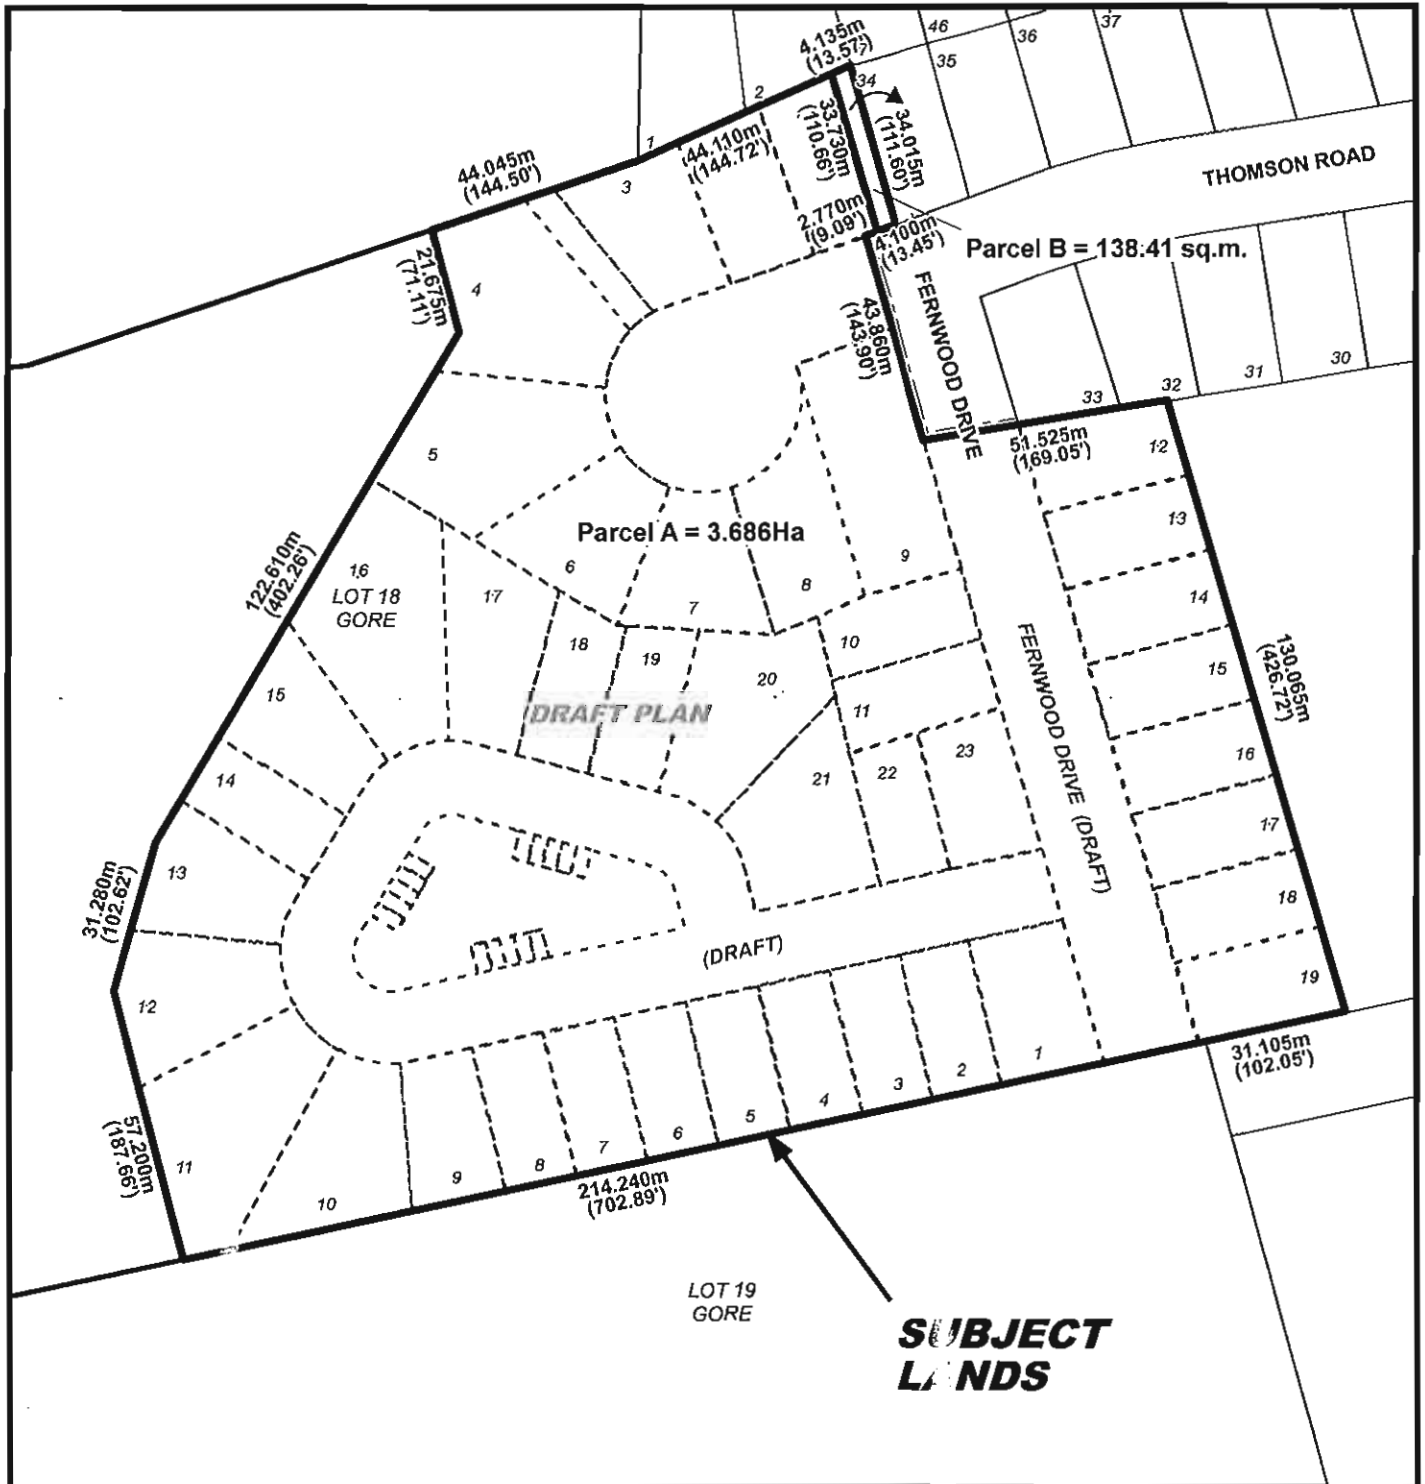 46
37
36
35
4.135m
(13.57')
34
2
1
33.730m
(110.66')
34.015m
(111.60')
44.110m
(144.72')
44.045m
(144.50')
THOMSON ROAD
3
2.770m
(9.09')
4.100m
(13.45')
Parcel B = 138.41 sq.m.
21.675m
(71.11')
4
43.860m
(143.90')
FERNWOOD DRIVE
30
31
32
33
51.525m
(169.05')
12
5
13
Parcel A = 3.686Ha
9
6
8
7
16
LOT 18
GORE
17
122.610m
(402.26')
14
18
19
10
20
FERNWOOD DRIVE (DRAFT)
15
130.065m
(426.72')
15
11
DRAFT PLAN
23
22
21
14
16
17
13
31.280m
(102.62')
18
(DRAFT)
19
12
31.105m
(102.05')
1
2
3
4
5
6
7
8
9
10
11
57.200m
(187.66')
214.240m
(702.89')
LOT 19
GORE
SUBJECT
LANDS